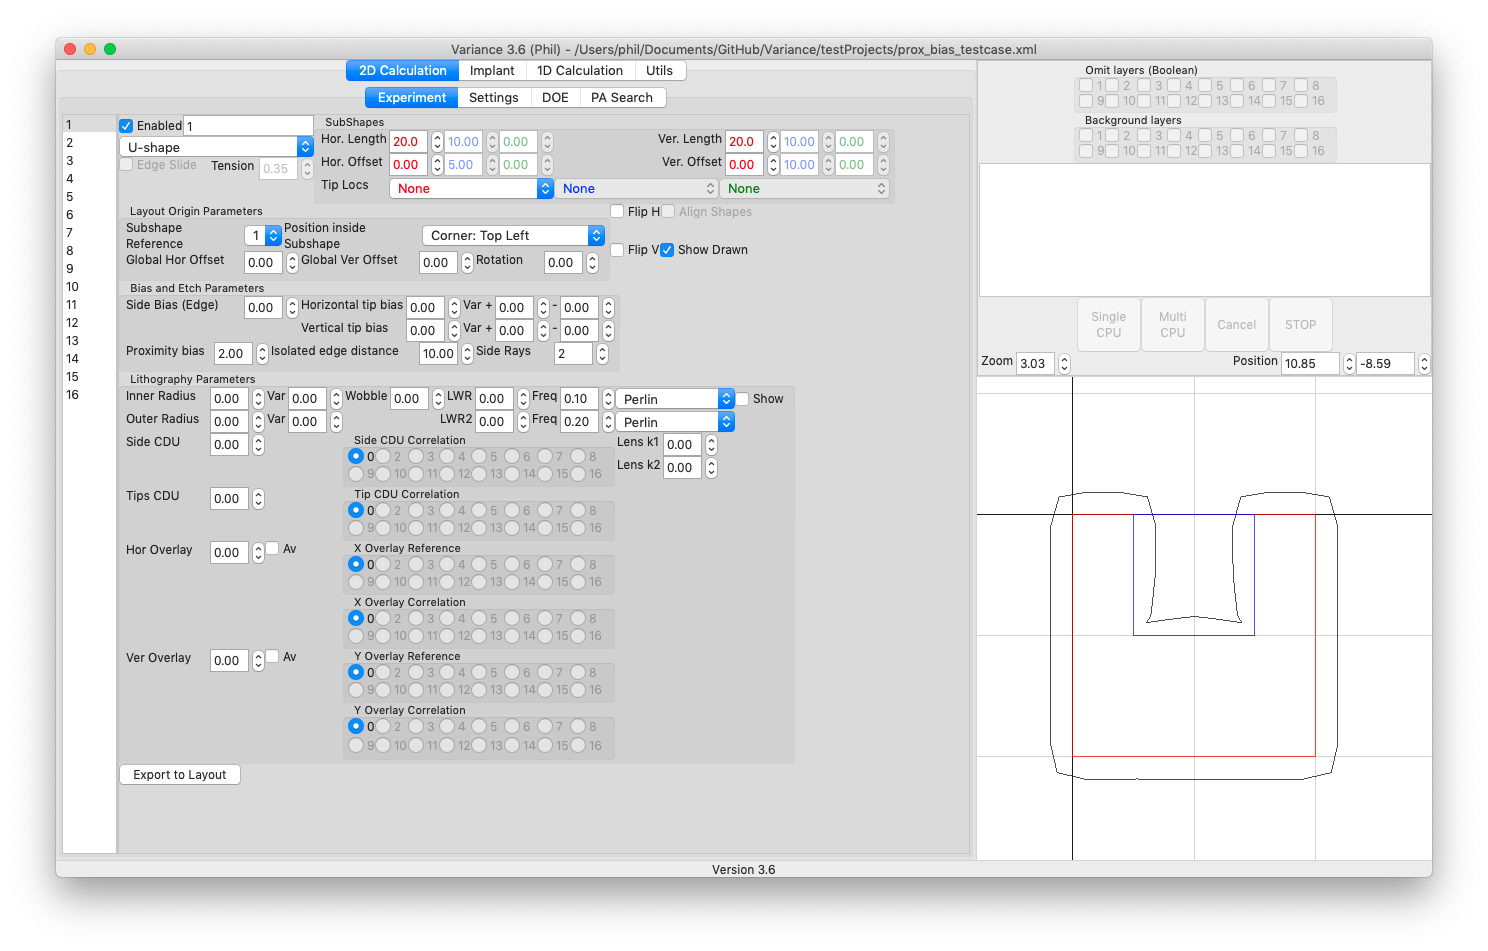 Variance 3.6 (Phil) - /Users/phil/Documents/GitHub/Variance/testProjects/prox_bias_testcase.xml
2D Calculation Implant 1D Calculation Utils
Experiment Settings DOE PA Search
1
2
3
4
5
6
7
8
9
10
11
12
13
14
15
16
Enabled 1
U-shape
Edge Slide Tension 0.35
SubShapes
Hor. Length 20.0 10.00 0.00 Ver. Length 20.0 10.00 0.00
Hor. Offset 0.00 5.00 0.00 Ver. Offset 0.00 10.00 0.00
Tip Locs None None None
Layout Origin Parameters
Subshape Reference 1 Position inside Subshape Corner: Top Left
Global Hor Offset 0.00 Global Ver Offset 0.00 Rotation 0.00
Flip H Align Shapes
Flip V Show Drawn
Bias and Etch Parameters
Side Bias (Edge) 0.00 Horizontal tip bias 0.00 Var + 0.00 - 0.00
Vertical tip bias 0.00 Var + 0.00 - 0.00
Proximity bias 2.00 Isolated edge distance 10.00 Side Rays 2
Lithography Parameters
Inner Radius 0.00 Var 0.00 Wobble 0.00 LWR 0.00 Freq 0.10 Perlin Show
Outer Radius 0.00 Var 0.00 LWR2 0.00 Freq 0.20 Perlin
Side CDU 0.00 Side CDU Correlation Lens k1 0.00
0 2 3 4 5 6 7 8 Lens k2 0.00
9 10 11 12 13 14 15 16
Tips CDU 0.00 Tip CDU Correlation
0 2 3 4 5 6 7 8
9 10 11 12 13 14 15 16
Hor Overlay 0.00 Av X Overlay Reference
0 2 3 4 5 6 7 8
9 10 11 12 13 14 15 16
X Overlay Correlation
0 2 3 4 5 6 7 8
9 10 11 12 13 14 15 16
Ver Overlay 0.00 Av Y Overlay Reference
0 2 3 4 5 6 7 8
9 10 11 12 13 14 15 16
Y Overlay Correlation
0 2 3 4 5 6 7 8
9 10 11 12 13 14 15 16
Export to Layout
Omit layers (Boolean)
1 2 3 4 5 6 7 8
9 10 11 12 13 14 15 16
Background layers
1 2 3 4 5 6 7 8
9 10 11 12 13 14 15 16
Single CPU Multi CPU Cancel STOP
Zoom 3.03 Position 10.85 -8.59
Version 3.6